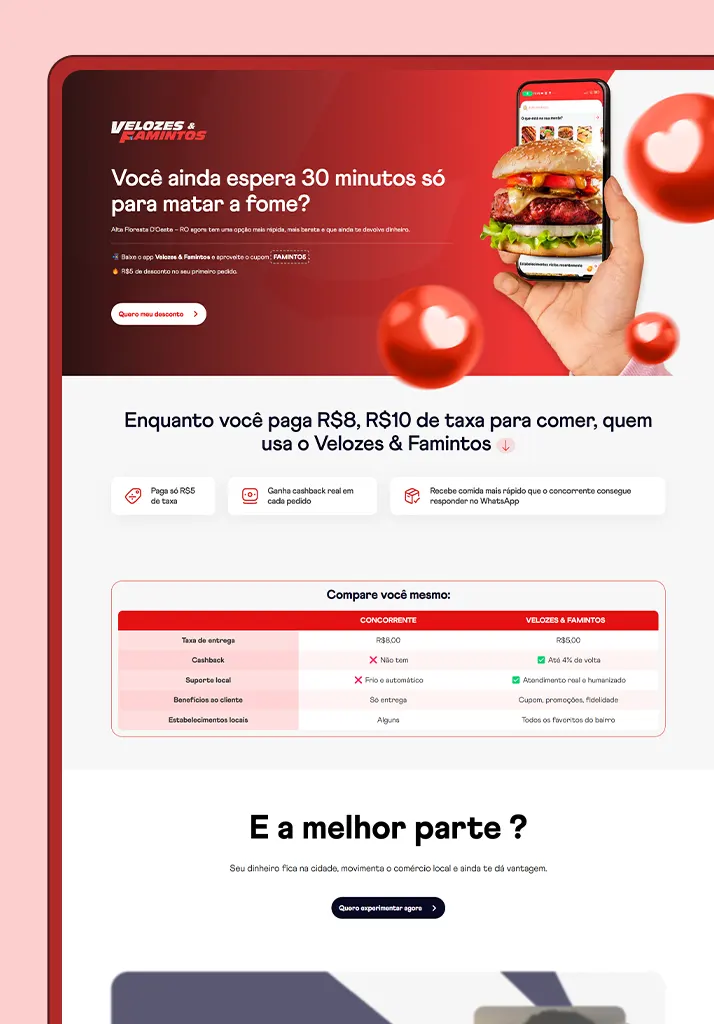 VELOZES &
FAMINTOS
Você ainda espera 30 minutos só
para matar a fome?
Alta Floresta D'Oeste – RO agora tem uma opção mais rápida, mais barata e que ainda te devolve dinheiro.
Baixe o app Velozes & Famintos e aproveite o cupom FAMINTO5
R$5 de desconto no seu primeiro pedido.
Quero meu desconto
O que está na sua mente?
Estabelecimentos visitos recentemente
Enquanto você paga R$8, R$10 de taxa para comer, quem
usa o Velozes & Famintos
Paga só R$5
de taxa
Ganha cashback real em
cada pedido
Recebe comida mais rápido que o concorrente consegue
responder no WhatsApp
Compare você mesmo:
CONCORRENTE VELOZES & FAMINTOS
Taxa de entrega R$8,00 R$5,00
Cashback ❌ Não tem ✅ Até 4% de volta
Suporte local ❌ Frio e automático ✅ Atendimento real e humanizado
Benefícios ao cliente Só entrega Cupom, promoções, fidelidade
Estabelecimentos locais Alguns Todos os favoritos do bairro
E a melhor parte ?
Seu dinheiro fica na cidade, movimenta o comércio local e ainda te dá vantagem.
Quero experimentar agora